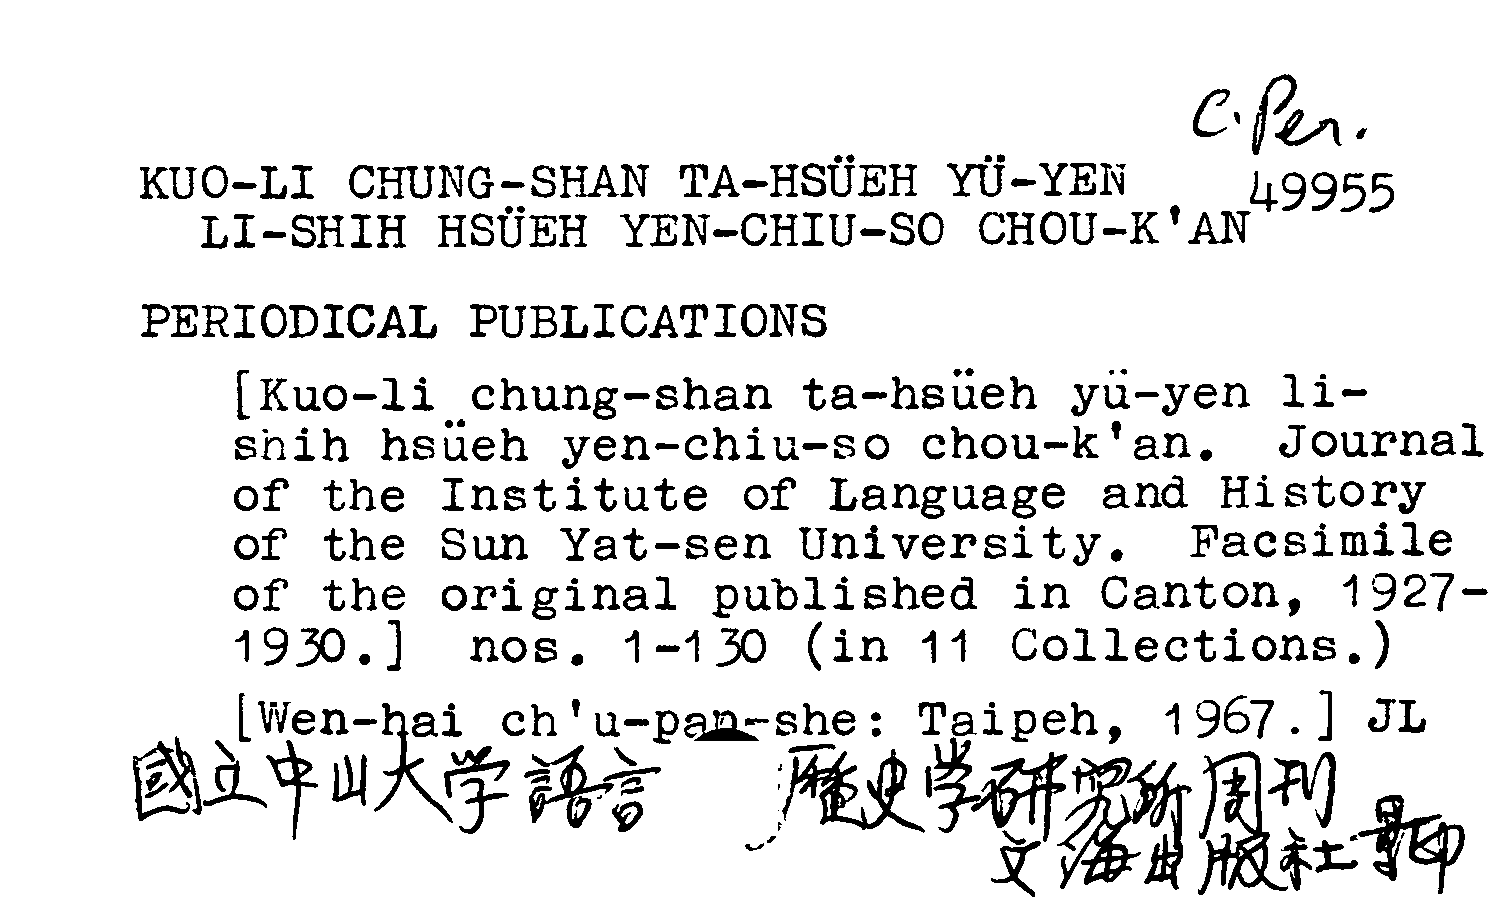 C. Per.
49955
KUO-LI CHUNG-SHAN TA-HSÜEH YÜ-YEN
LI-SHIH HSÜEH YEN-CHIU-SO CHOU-K'AN
PERIODICAL PUBLICATIONS
[Kuo-li chung-shan ta-hsüeh yü-yen li-
shih hsüeh yen-chiu-so chou-k'an. Journal
of the Institute of Language and History
of the Sun Yat-sen University. Facsimile
of the original published in Canton, 1927-
1930.] nos. 1-130 (in 11 Collections.)
[Wen-hai ch'u-pan-she: Taipeh, 1967.] JL
國立中山大学語言 歷史学研究所周刊
文海出版社影印